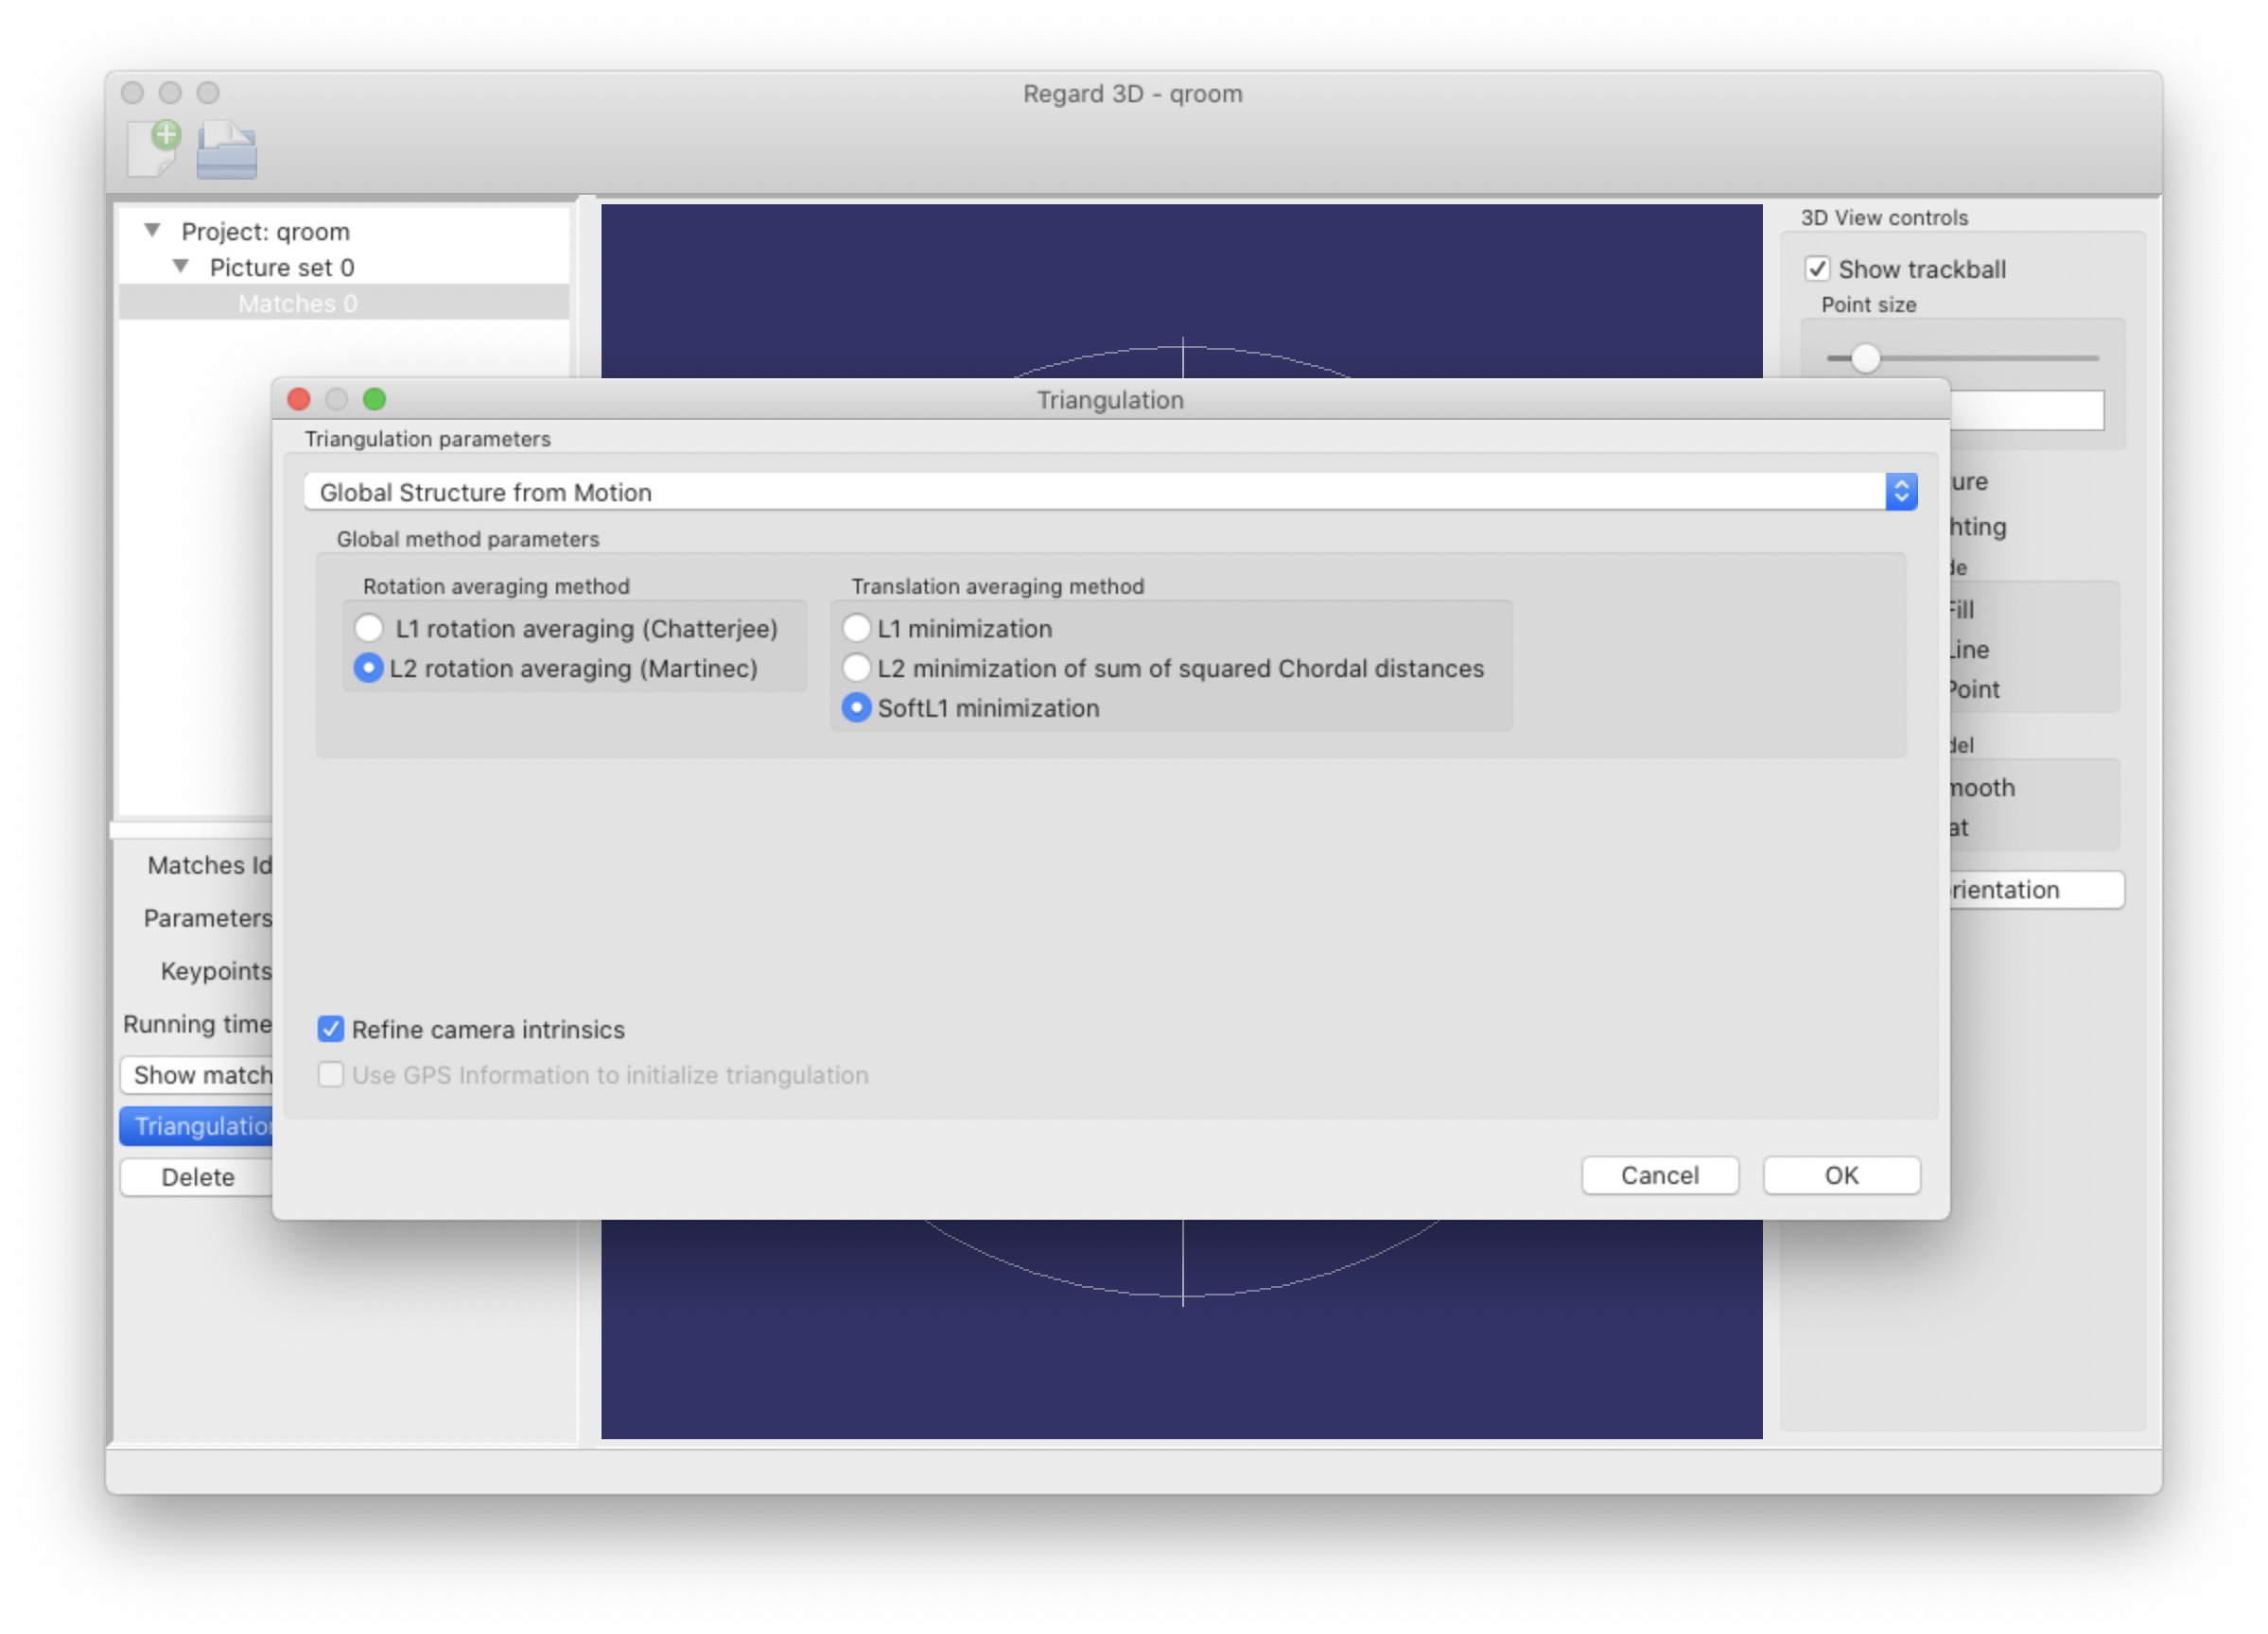 Regard 3D - qroom
Project: qroom
Picture set 0
Matches 0
3D View controls
Show trackball
Point size
Triangulation
Triangulation parameters
Global Structure from Motion
Global method parameters
Rotation averaging method
L1 rotation averaging (Chatterjee)
L2 rotation averaging (Martinec)
Translation averaging method
L1 minimization
L2 minimization of sum of squared Chordal distances
SoftL1 minimization
Refine camera intrinsics
Use GPS Information to initialize triangulation
Cancel
OK
Matches Id
Parameters
Keypoints
Running time
Show match
Triangulation
Delete
ure
hting
de
Fill
Line
Point
del
mooth
at
rientation